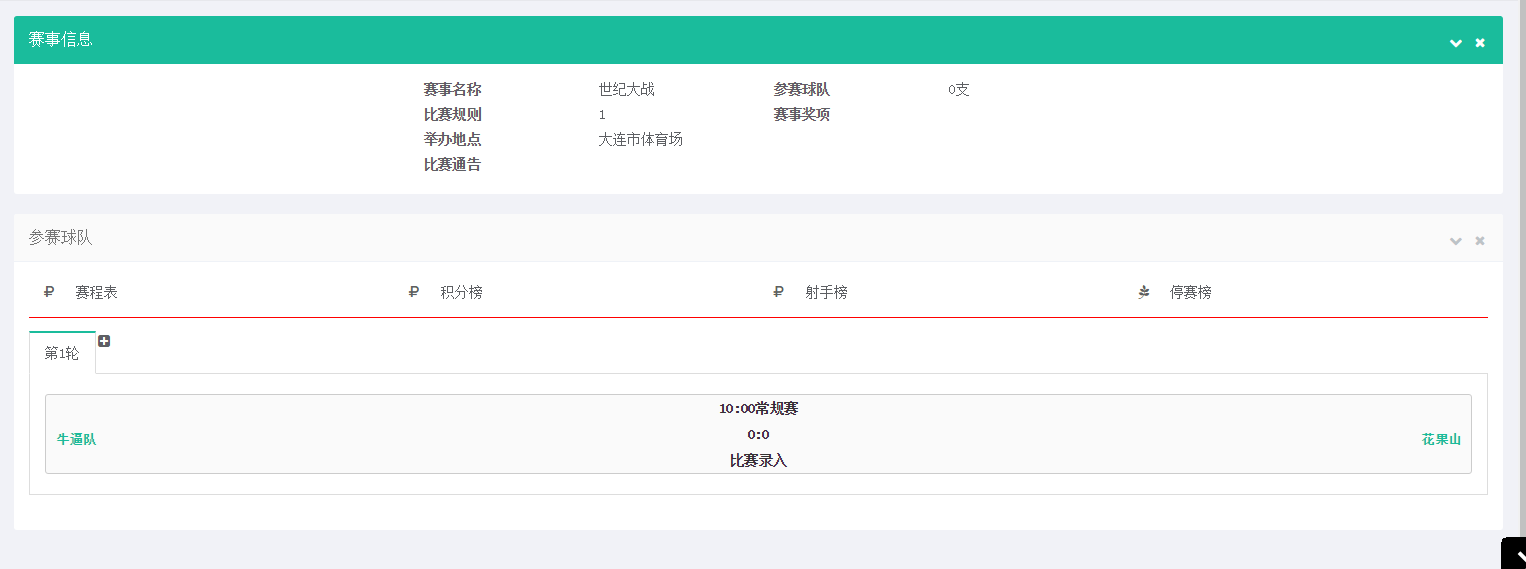 赛事信息
赛事名称 世纪大战 参赛球队 0支
比赛规则 1 赛事奖项
举办地点 大连市体育场
比赛通告
参赛球队
赛程表 积分榜 射手榜 停赛榜
第1轮
10:00常规赛
牛逼队 0:0 花果山
比赛录入